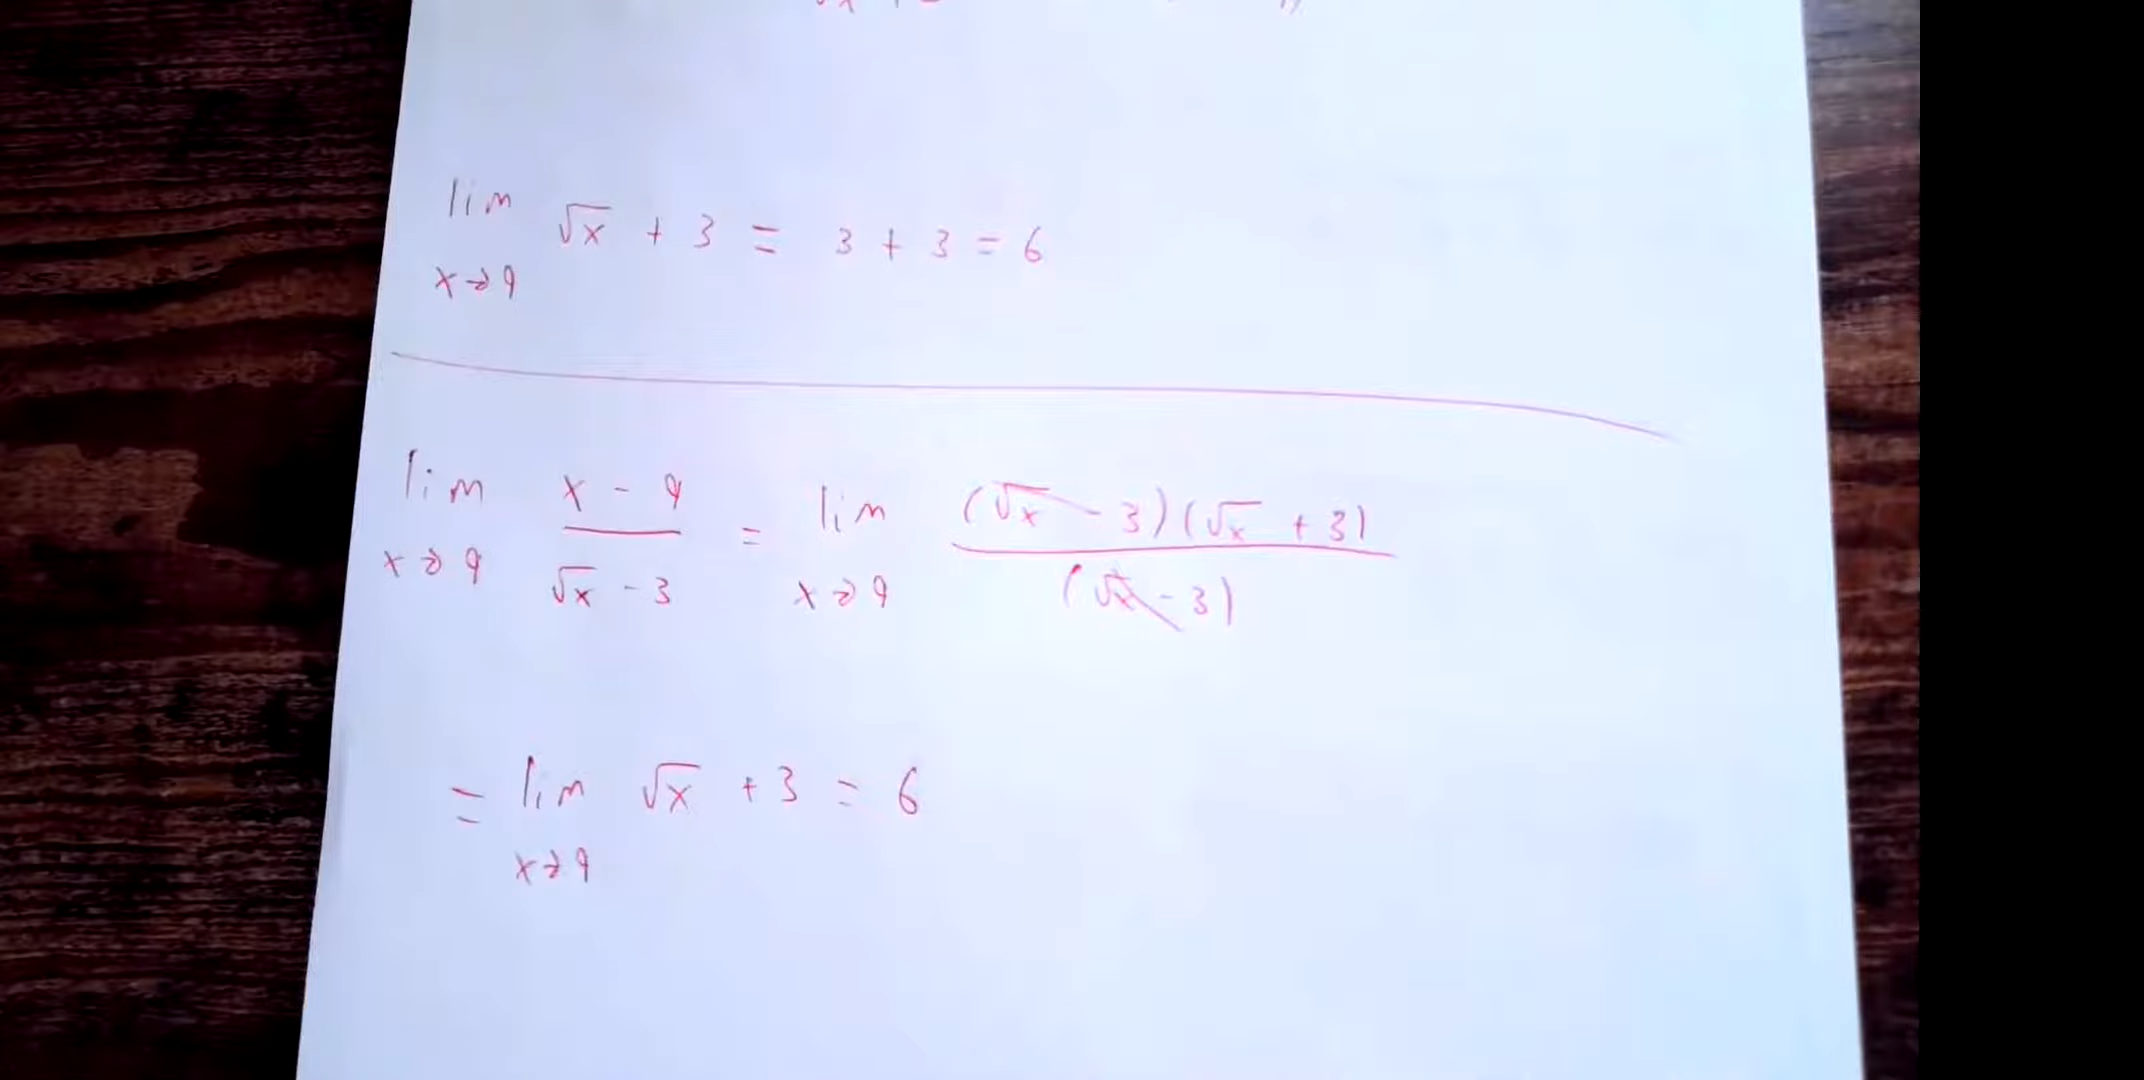 lim x→9 √x + 3 = 3 + 3 = 6
lim x→9 (x - 9)/(√x - 3) = lim x→9 (√x - 3)(√x + 3)/(√x - 3)
= lim x→9 √x + 3 = 6